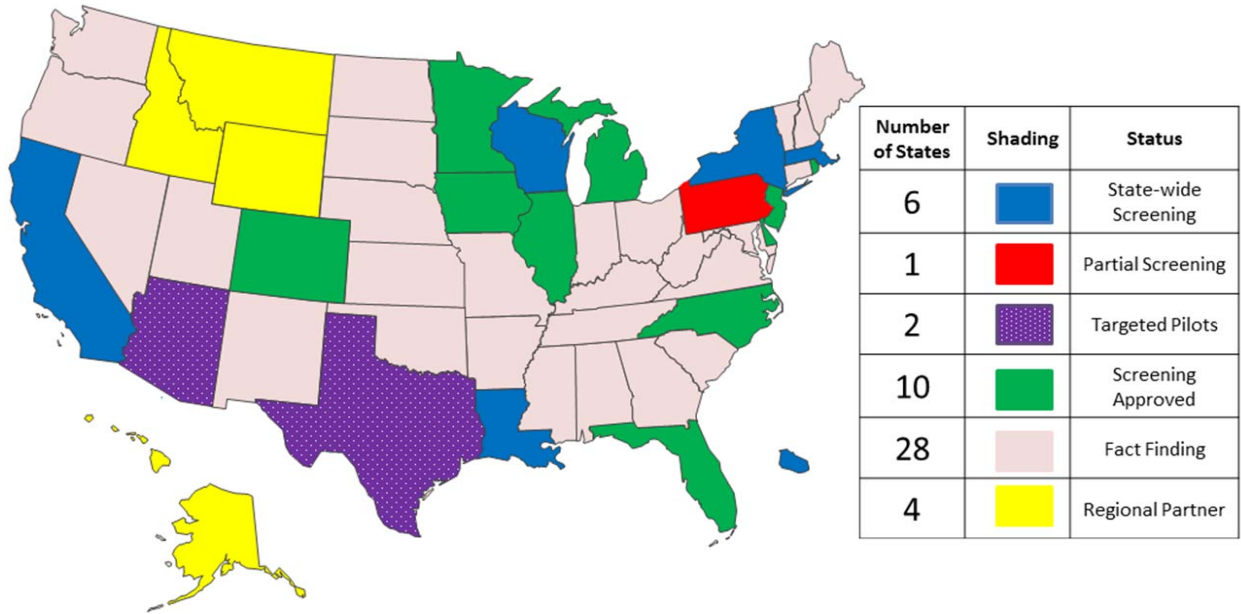 Number of States Shading Status
6 State-wide Screening
1 Partial Screening
2 Targeted Pilots
10 Screening Approved
28 Fact Finding
4 Regional Partner